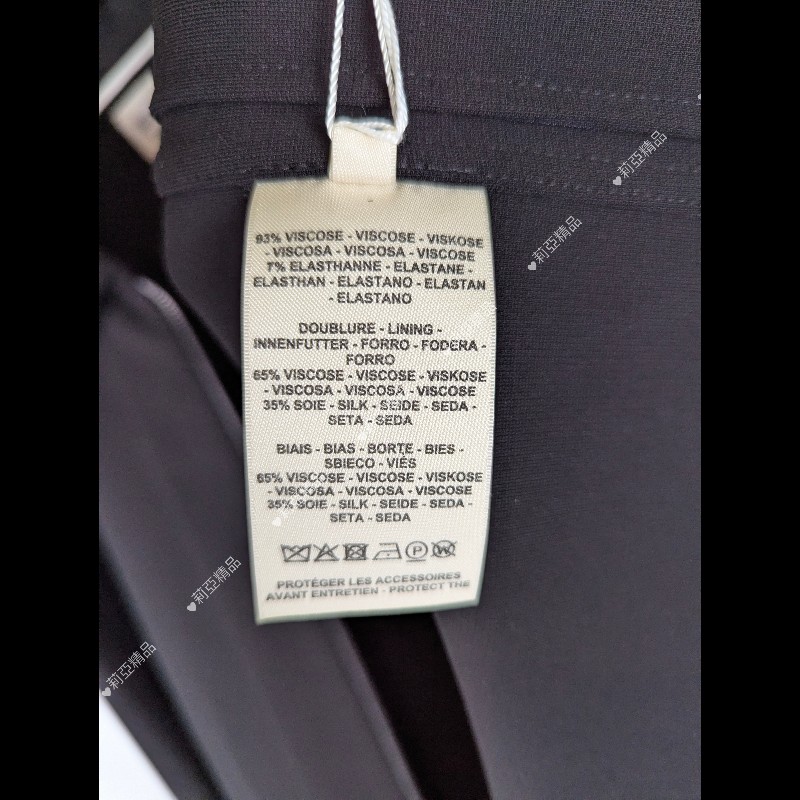 93% VISCOSE - VISCOSE - VISKOSE
- VISCOSA - VISCOSA - VISCOSE
7% ELASTHANNE - ELASTANE -
ELASTHAN - ELASTANO - ELASTAN
- ELASTANO
DOUBLURE - LINING -
INNENFUTTER - FORRO - FODERA -
FORRO
65% VISCOSE - VISCOSE - VISKOSE
- VISCOSA - VISCOSA - VISCOSE
35% SOIE - SILK - SEIDE - SEDA -
SETA - SEDA
BIAIS - BIAS - BORTE - BIES -
SBIECO - VIÉS
65% VISCOSE - VISCOSE - VISKOSE
- VISCOSA - VISCOSA - VISCOSE
35% SOIE - SILK - SEIDE - SEDA -
SETA - SEDA
P W
PROTÉGER LES ACCESSOIRES
AVANT ENTRETIEN - PROTECT THE
♥莉亞精品
♥莉亞精品
♥莉亞精品
♥莉亞精品